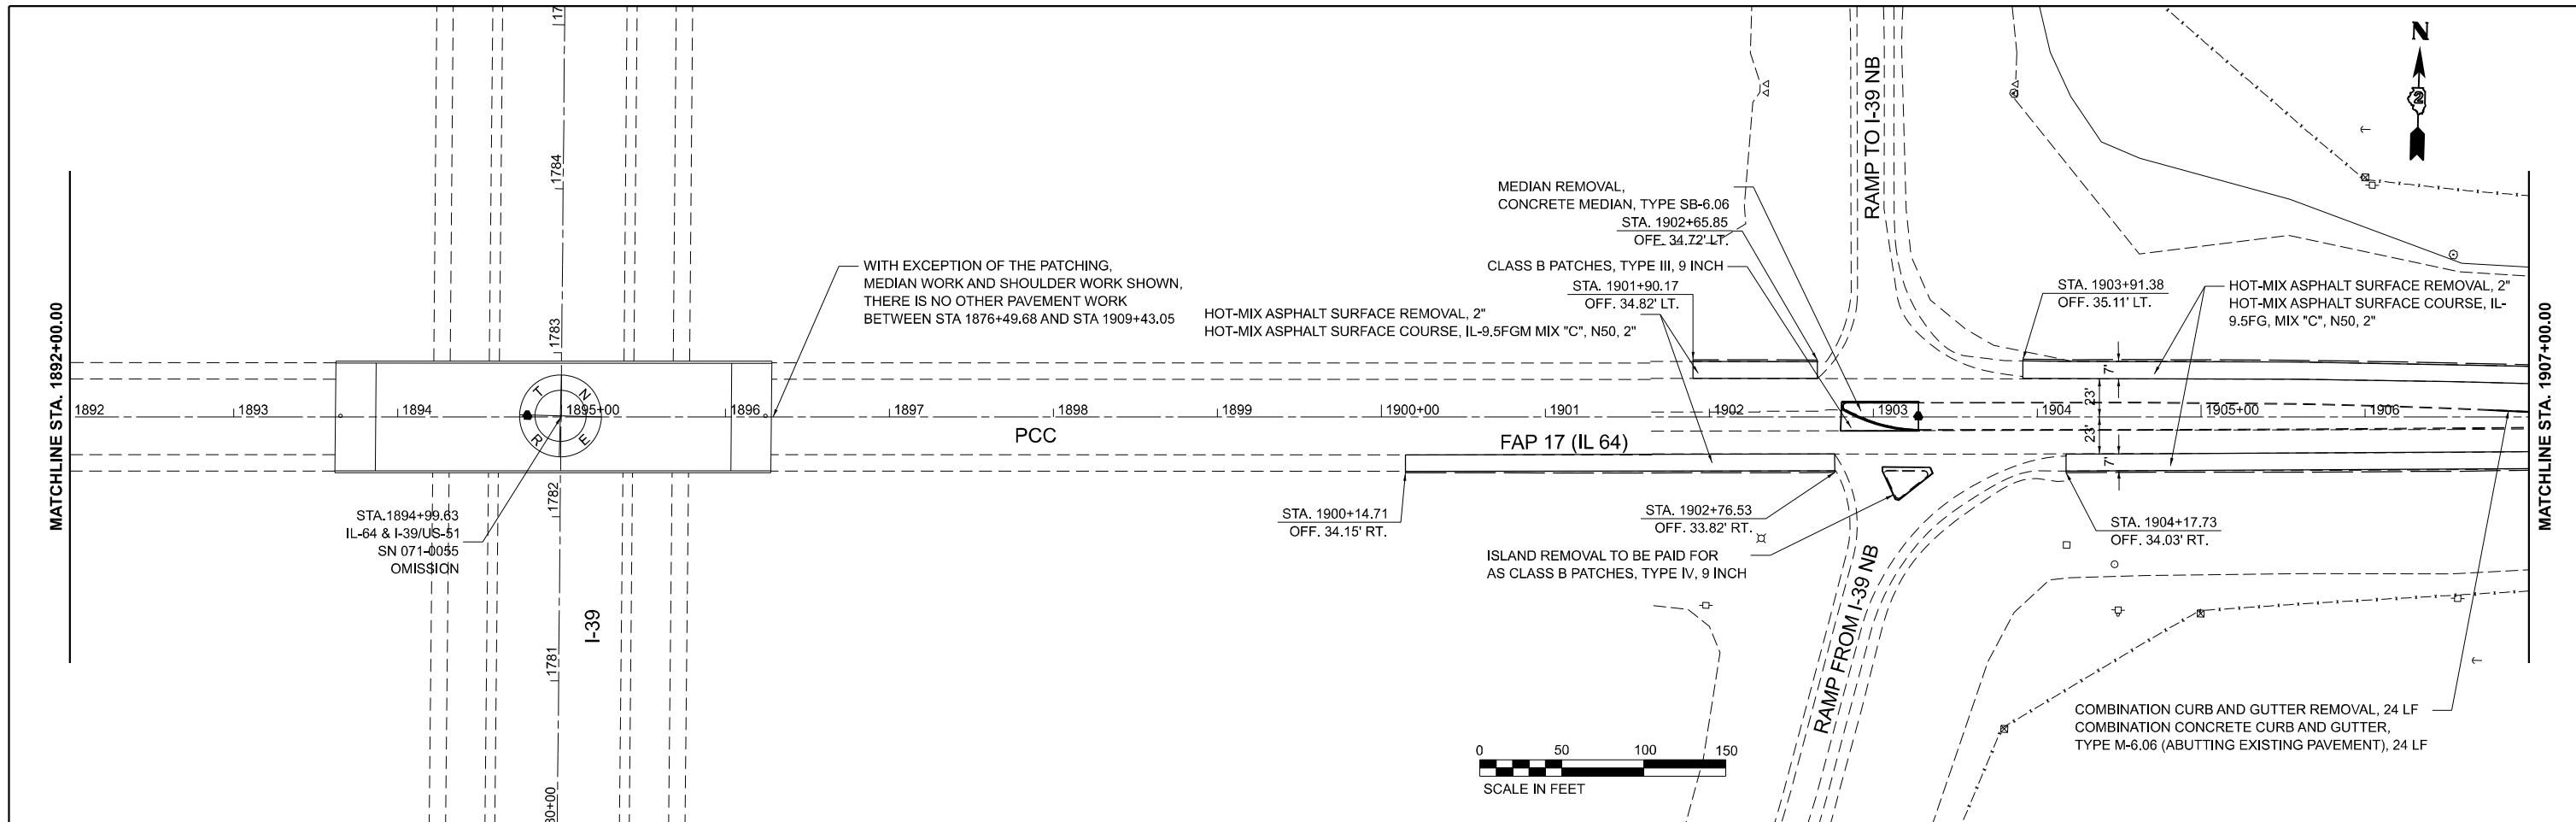 17
1784
1783
1782
1781
80+00
N
2
MATCHLINE STA. 1892+00.00
MATCHLINE STA. 1907+00.00
RAMP TO I-39 NB
MEDIAN REMOVAL,
CONCRETE MEDIAN, TYPE SB-6.06
STA. 1902+65.85
OFF. 34.72' LT.
CLASS B PATCHES, TYPE III, 9 INCH
STA. 1901+90.17
OFF. 34.82' LT.
HOT-MIX ASPHALT SURFACE REMOVAL, 2"
HOT-MIX ASPHALT SURFACE COURSE, IL-9.5FGM MIX "C", N50, 2"
WITH EXCEPTION OF THE PATCHING,
MEDIAN WORK AND SHOULDER WORK SHOWN,
THERE IS NO OTHER PAVEMENT WORK
BETWEEN STA 1876+49.68 AND STA 1909+43.05
STA. 1903+91.38
OFF. 35.11' LT.
HOT-MIX ASPHALT SURFACE REMOVAL, 2"
HOT-MIX ASPHALT SURFACE COURSE, IL-
9.5FG, MIX "C", N50, 2"
7'
23'
23'
7'
T N
R E
1892 1893 1894 1895+00 1896 1897 1898 1899 1900+00 1901 1902 1903 1904 1905+00 1906
PCC
FAP 17 (IL 64)
STA.1894+99.63
IL-64 & I-39/US-51
SN 071-0055
OMISSION
I-39
STA. 1900+14.71
OFF. 34.15' RT.
STA. 1902+76.53
OFF. 33.82' RT.
ISLAND REMOVAL TO BE PAID FOR
AS CLASS B PATCHES, TYPE IV, 9 INCH
STA. 1904+17.73
OFF. 34.03' RT.
RAMP FROM I-39 NB
COMBINATION CURB AND GUTTER REMOVAL, 24 LF
COMBINATION CONCRETE CURB AND GUTTER,
TYPE M-6.06 (ABUTTING EXISTING PAVEMENT), 24 LF
0 50 100 150
SCALE IN FEET